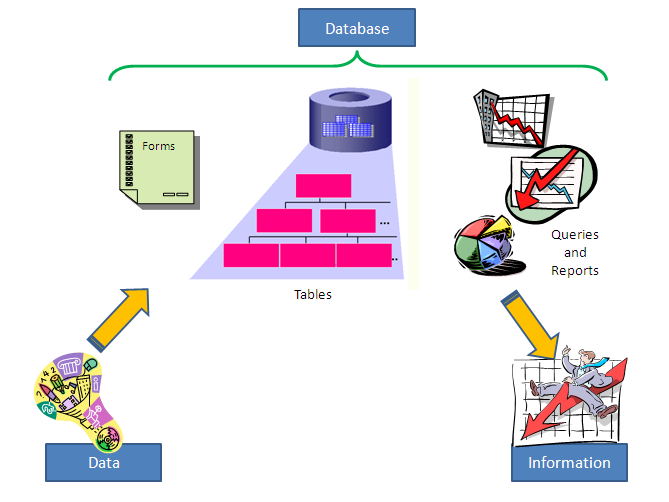 Database
Forms
Tables
Queries
and
Reports
Data
Information